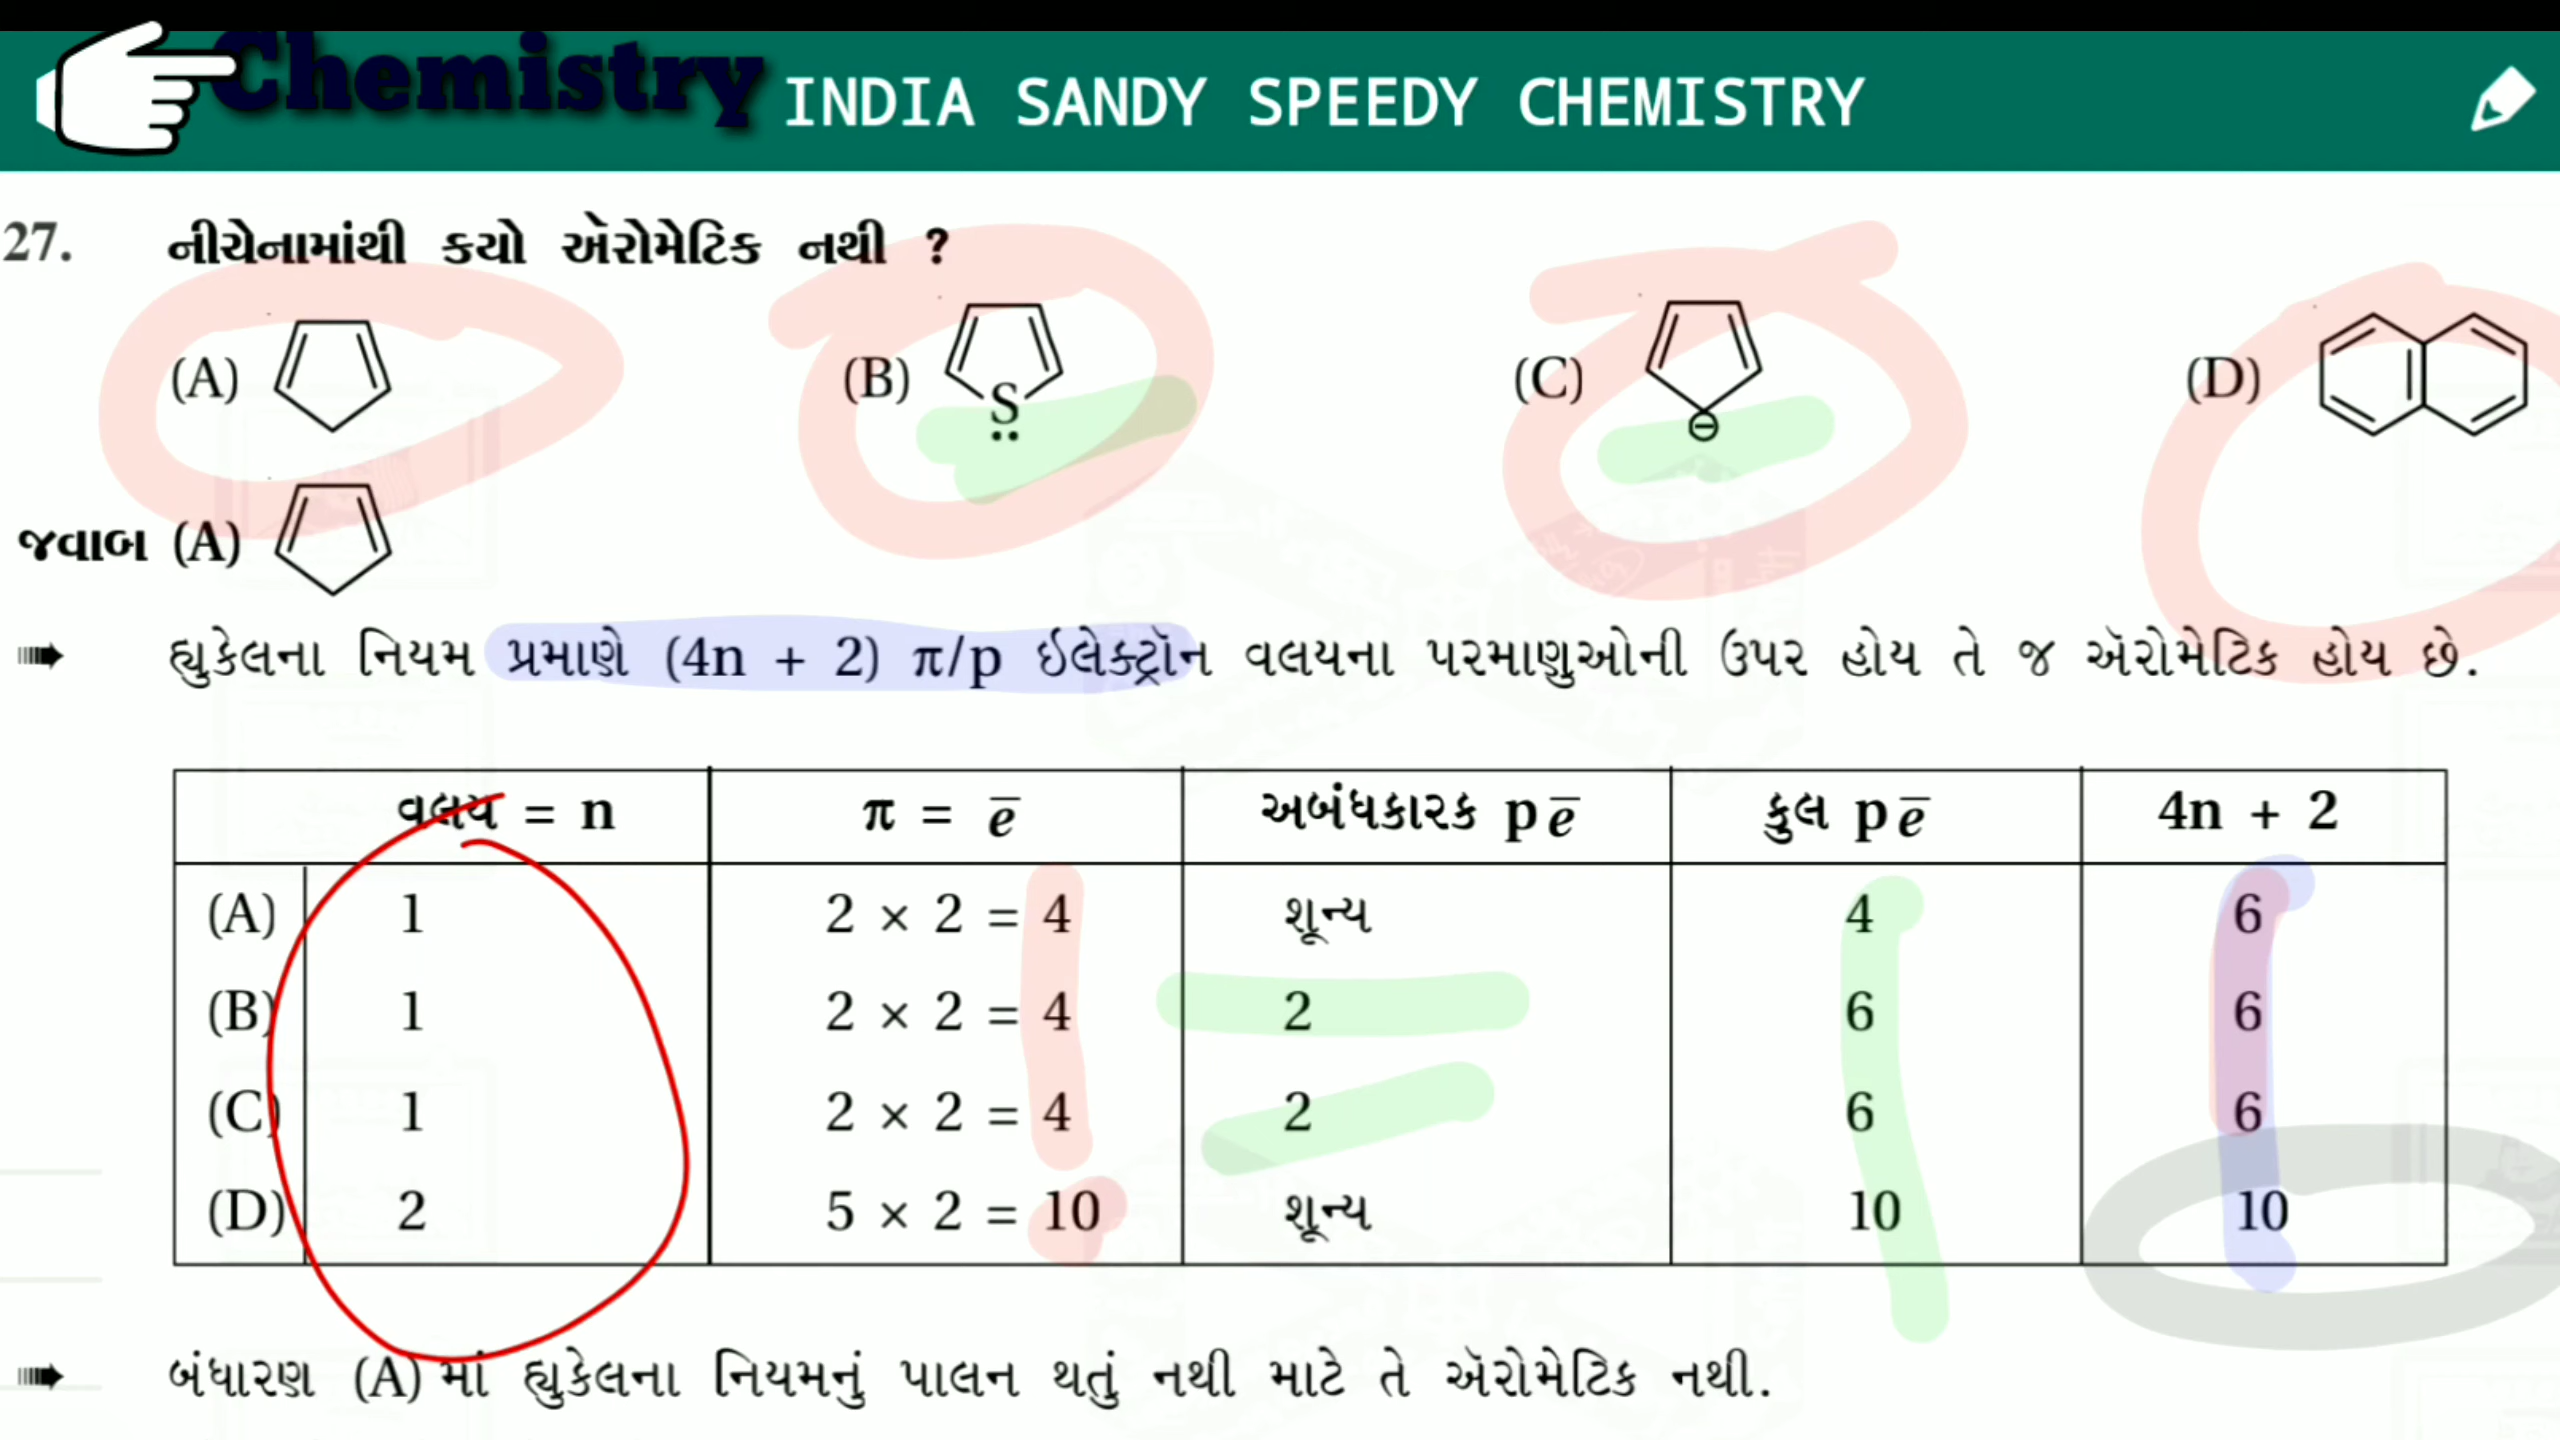 Chemistry INDIA SANDY SPEEDY CHEMISTRY
27. નીચેનામાંથી કયો ઍરોમેટિક નથી ?
(A) (B) S (C) ⊖ (D)
જવાબ (A)
હ્યુકેલના નિયમ પ્રમાણે (4n + 2) π/p ઈલેક્ટ્રૉન વલયના પરમાણુઓની ઉપર હોય તે જ ઍરોમેટિક હોય છે.
વલય = n π = e̅ અબંધકારક pe̅ કુલ pe̅ 4n + 2
(A) 1 2 × 2 = 4 શૂન્ય 4 6
(B) 1 2 × 2 = 4 2 6 6
(C) 1 2 × 2 = 4 2 6 6
(D) 2 5 × 2 = 10 શૂન્ય 10 10
બંધારણ (A) માં હ્યુકેલના નિયમનું પાલન થતું નથી માટે તે ઍરોમેટિક નથી.